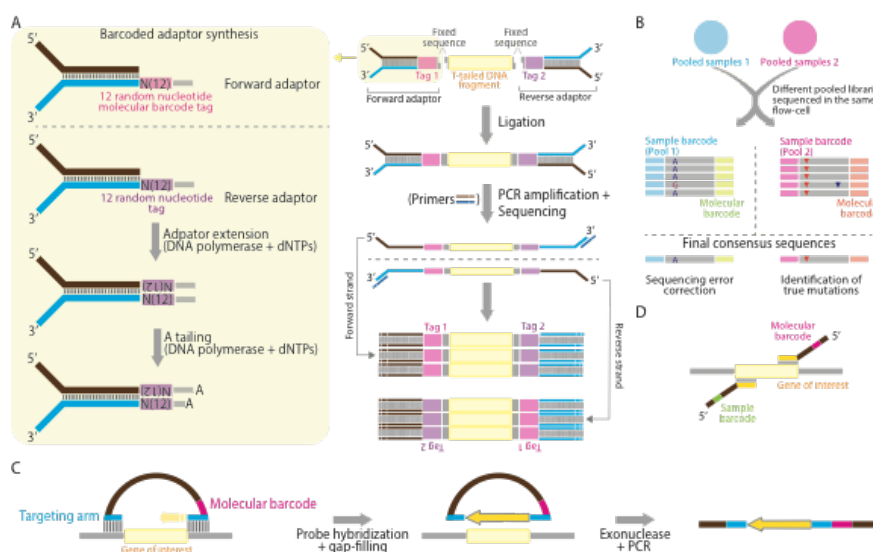 A
Barcoded adaptor synthesis
5’
N(12)
Forward adaptor
12 random nucleotide
molecular barcode tag
3’
5’
N(12)
Reverse adaptor
12 random nucleotide
tag
3’
Adpator extension
(DNA polymerase + dNTPs)
N(12)
N(12)
A tailing
(DNA polymerase + dNTPs)
5’
N(12)
A
N(12)
A
3’
Fixed
sequence
Fixed
sequence
5’
3’
Tag 1
T-tailed DNA
fragment
Tag 2
3’
5’
Forward adaptor
Reverse adaptor
Ligation
5’
3’
3’
5’
(Primers
)
PCR amplification +
Sequencing
5’
3’
3’
5’
Forward strand
Reverse strand
Tag 1
Tag 2
Tag 2
Tag 1
B
Pooled samples 1
Pooled samples 2
Different pooled librari
sequenced in the same
flow-cell
Sample barcode
(Pool 1)
Sample barcode
(Pool 2)
A
A
A
G
A
Molecular
barcode
Molecul
barcod
Final consensus sequences
A
Sequencing error
correction
Identification of
true mutations
D
Molecular
barcode
5’
Gene of interest
5’
Sample
barcode
C
Targeting arm
Molecular barcode
Gene of interest
Probe hybridization
+ gap-filling
Exonuclease
+ PCR